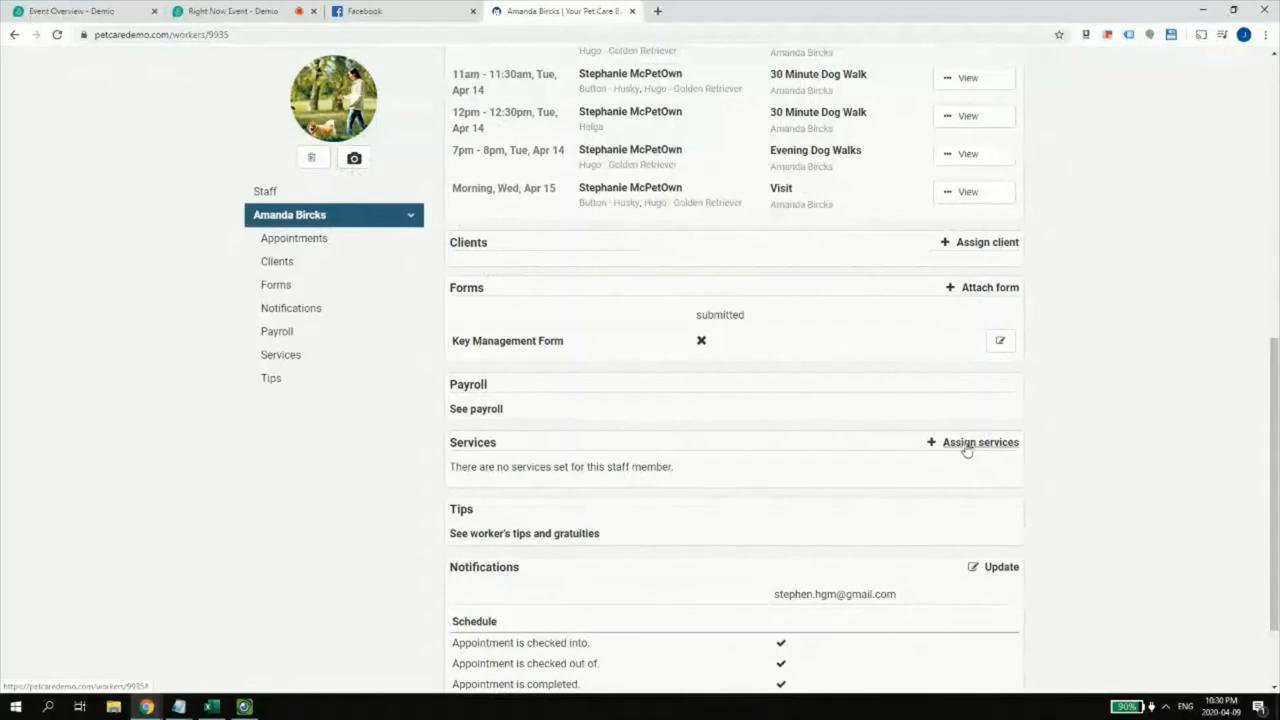 Event Overview - Demio
Right Now Event - Demio
Facebook
Amanda Bircks | Your Pet Care B
petcaredemo.com/workers/9935
Hugo - Golden Retriever
Amanda Bircks
11am - 11:30am, Tue, Apr 14
Stephanie McPetOwn
30 Minute Dog Walk
View
Button - Husky, Hugo - Golden Retriever
Amanda Bircks
12pm - 12:30pm, Tue, Apr 14
Stephanie McPetOwn
30 Minute Dog Walk
View
Helga
Amanda Bircks
7pm - 8pm, Tue, Apr 14
Stephanie McPetOwn
Evening Dog Walks
View
Hugo - Golden Retriever
Amanda Bircks
Morning, Wed, Apr 15
Stephanie McPetOwn
Visit
View
Button - Husky, Hugo - Golden Retriever
Amanda Bircks
Staff
Amanda Bircks
Appointments
Clients
Forms
Notifications
Payroll
Services
Tips
Clients
+ Assign client
Forms
+ Attach form
submitted
Key Management Form
Payroll
See payroll
Services
+ Assign services
There are no services set for this staff member.
Tips
See worker's tips and gratuities
Notifications
Update
stephen.hgm@gmail.com
Schedule
Appointment is checked into.
Appointment is checked out of.
Appointment is completed.
https://petcaredemo.com/workers/9935#
90%
ENG
10:30 PM
2020-04-09